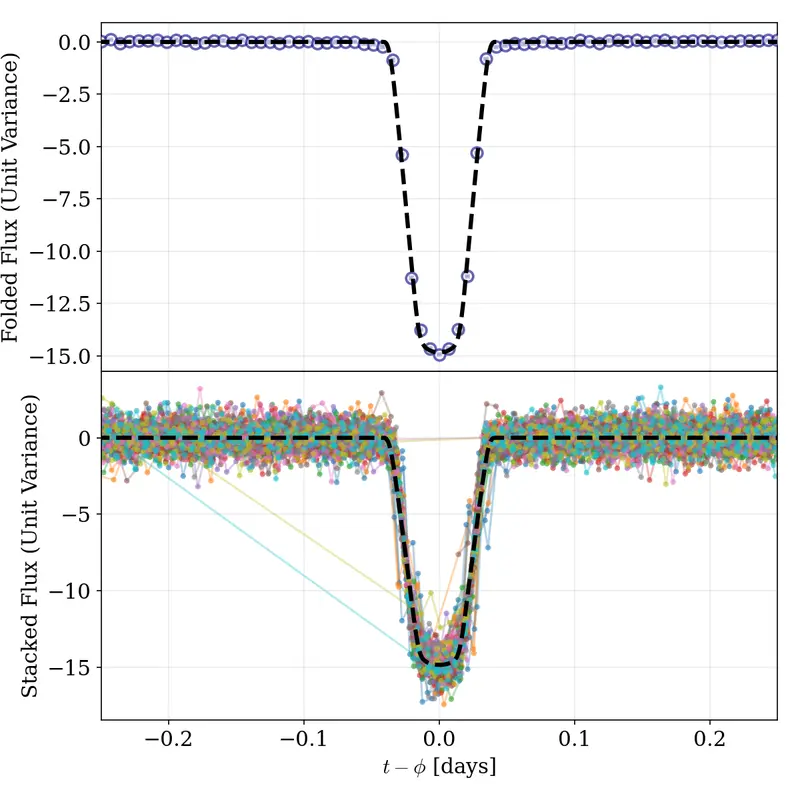 Folded Flux (Unit Variance)
0.0
−2.5
−5.0
−7.5
−10.0
−12.5
−15.0
Stacked Flux (Unit Variance)
0
−5
−10
−15
−0.2 −0.1 0.0 0.1 0.2
t − ϕ [days]